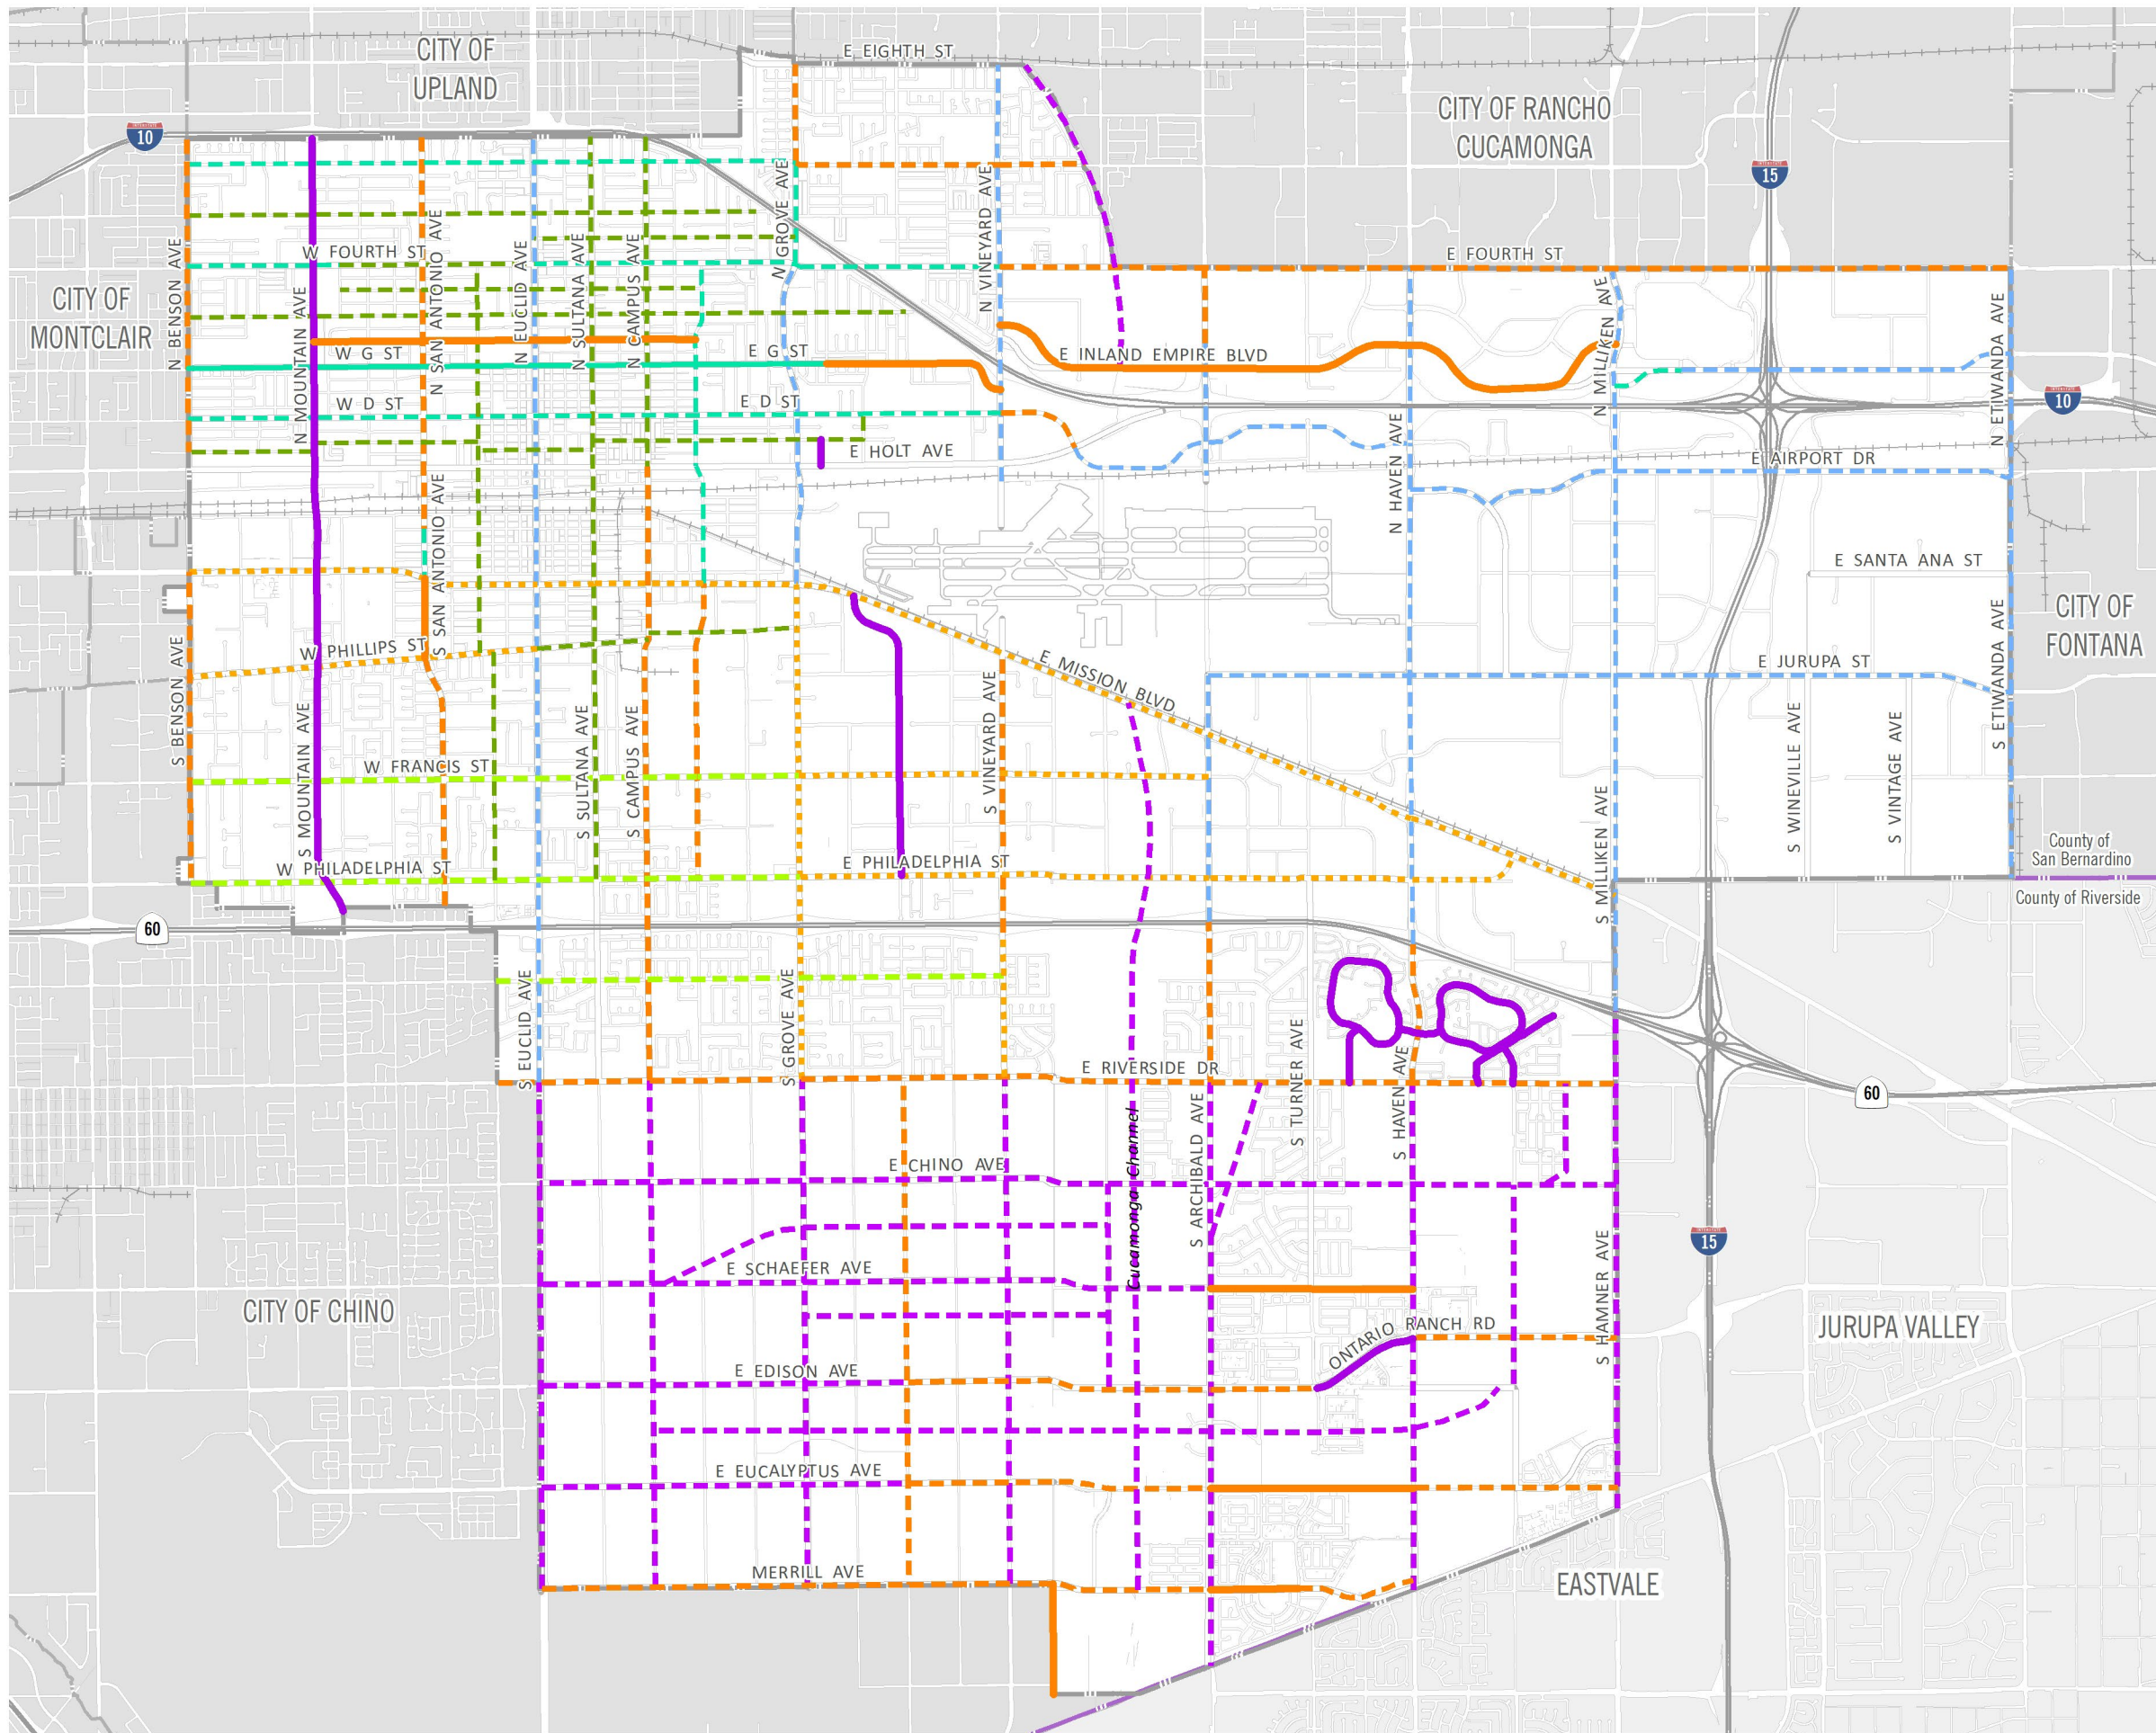 E EIGHTH ST
CITY OF
UPLAND
CITY OF RANCHO
CUCAMONGA
INTERSTATE
10
INTERSTATE
15
N GROVE AVE
N VINEYARD AVE
N BENSON AVE
W FOURTH ST
N SAN ANTONIO AVE
N EUCLID AVE
N SULTANA AVE
N CAMPUS AVE
E FOURTH ST
CITY OF
MONTCLAIR
N MOUNTAIN AVE
N MILLIKEN AVE
N ETIWANDA AVE
W G ST
E G ST
E INLAND EMPIRE BLVD
W D ST
E D ST
INTERSTATE
10
E HOLT AVE
N HAVEN AVE
E AIRPORT DR
S SAN ANTONIO AVE
E SANTA ANA ST
CITY OF
FONTANA
S BENSON AVE
W PHILLIPS ST
E MISSION BLVD
E JURUPA ST
S ETIWANDA AVE
S MOUNTAIN AVE
S SULTANA AVE
S CAMPUS AVE
S VINEYARD AVE
S WINEVILLE AVE
S VINTAGE AVE
W FRANCIS ST
S MILLIKEN AVE
W PHILADELPHIA ST
E PHILADELPHIA ST
County of
San Bernardino
County of Riverside
60
S EUCLID AVE
S GROVE AVE
E RIVERSIDE DR
S TURNER AVE
S HAVEN AVE
60
Cucamonga Channel
S ARCHIBALD AVE
E CHINO AVE
S HAMNER AVE
INTERSTATE
15
E SCHAEFER AVE
CITY OF CHINO
ONTARIO RANCH RD
JURUPA VALLEY
E EDISON AVE
E EUCALYPTUS AVE
MERRILL AVE
EASTVALE